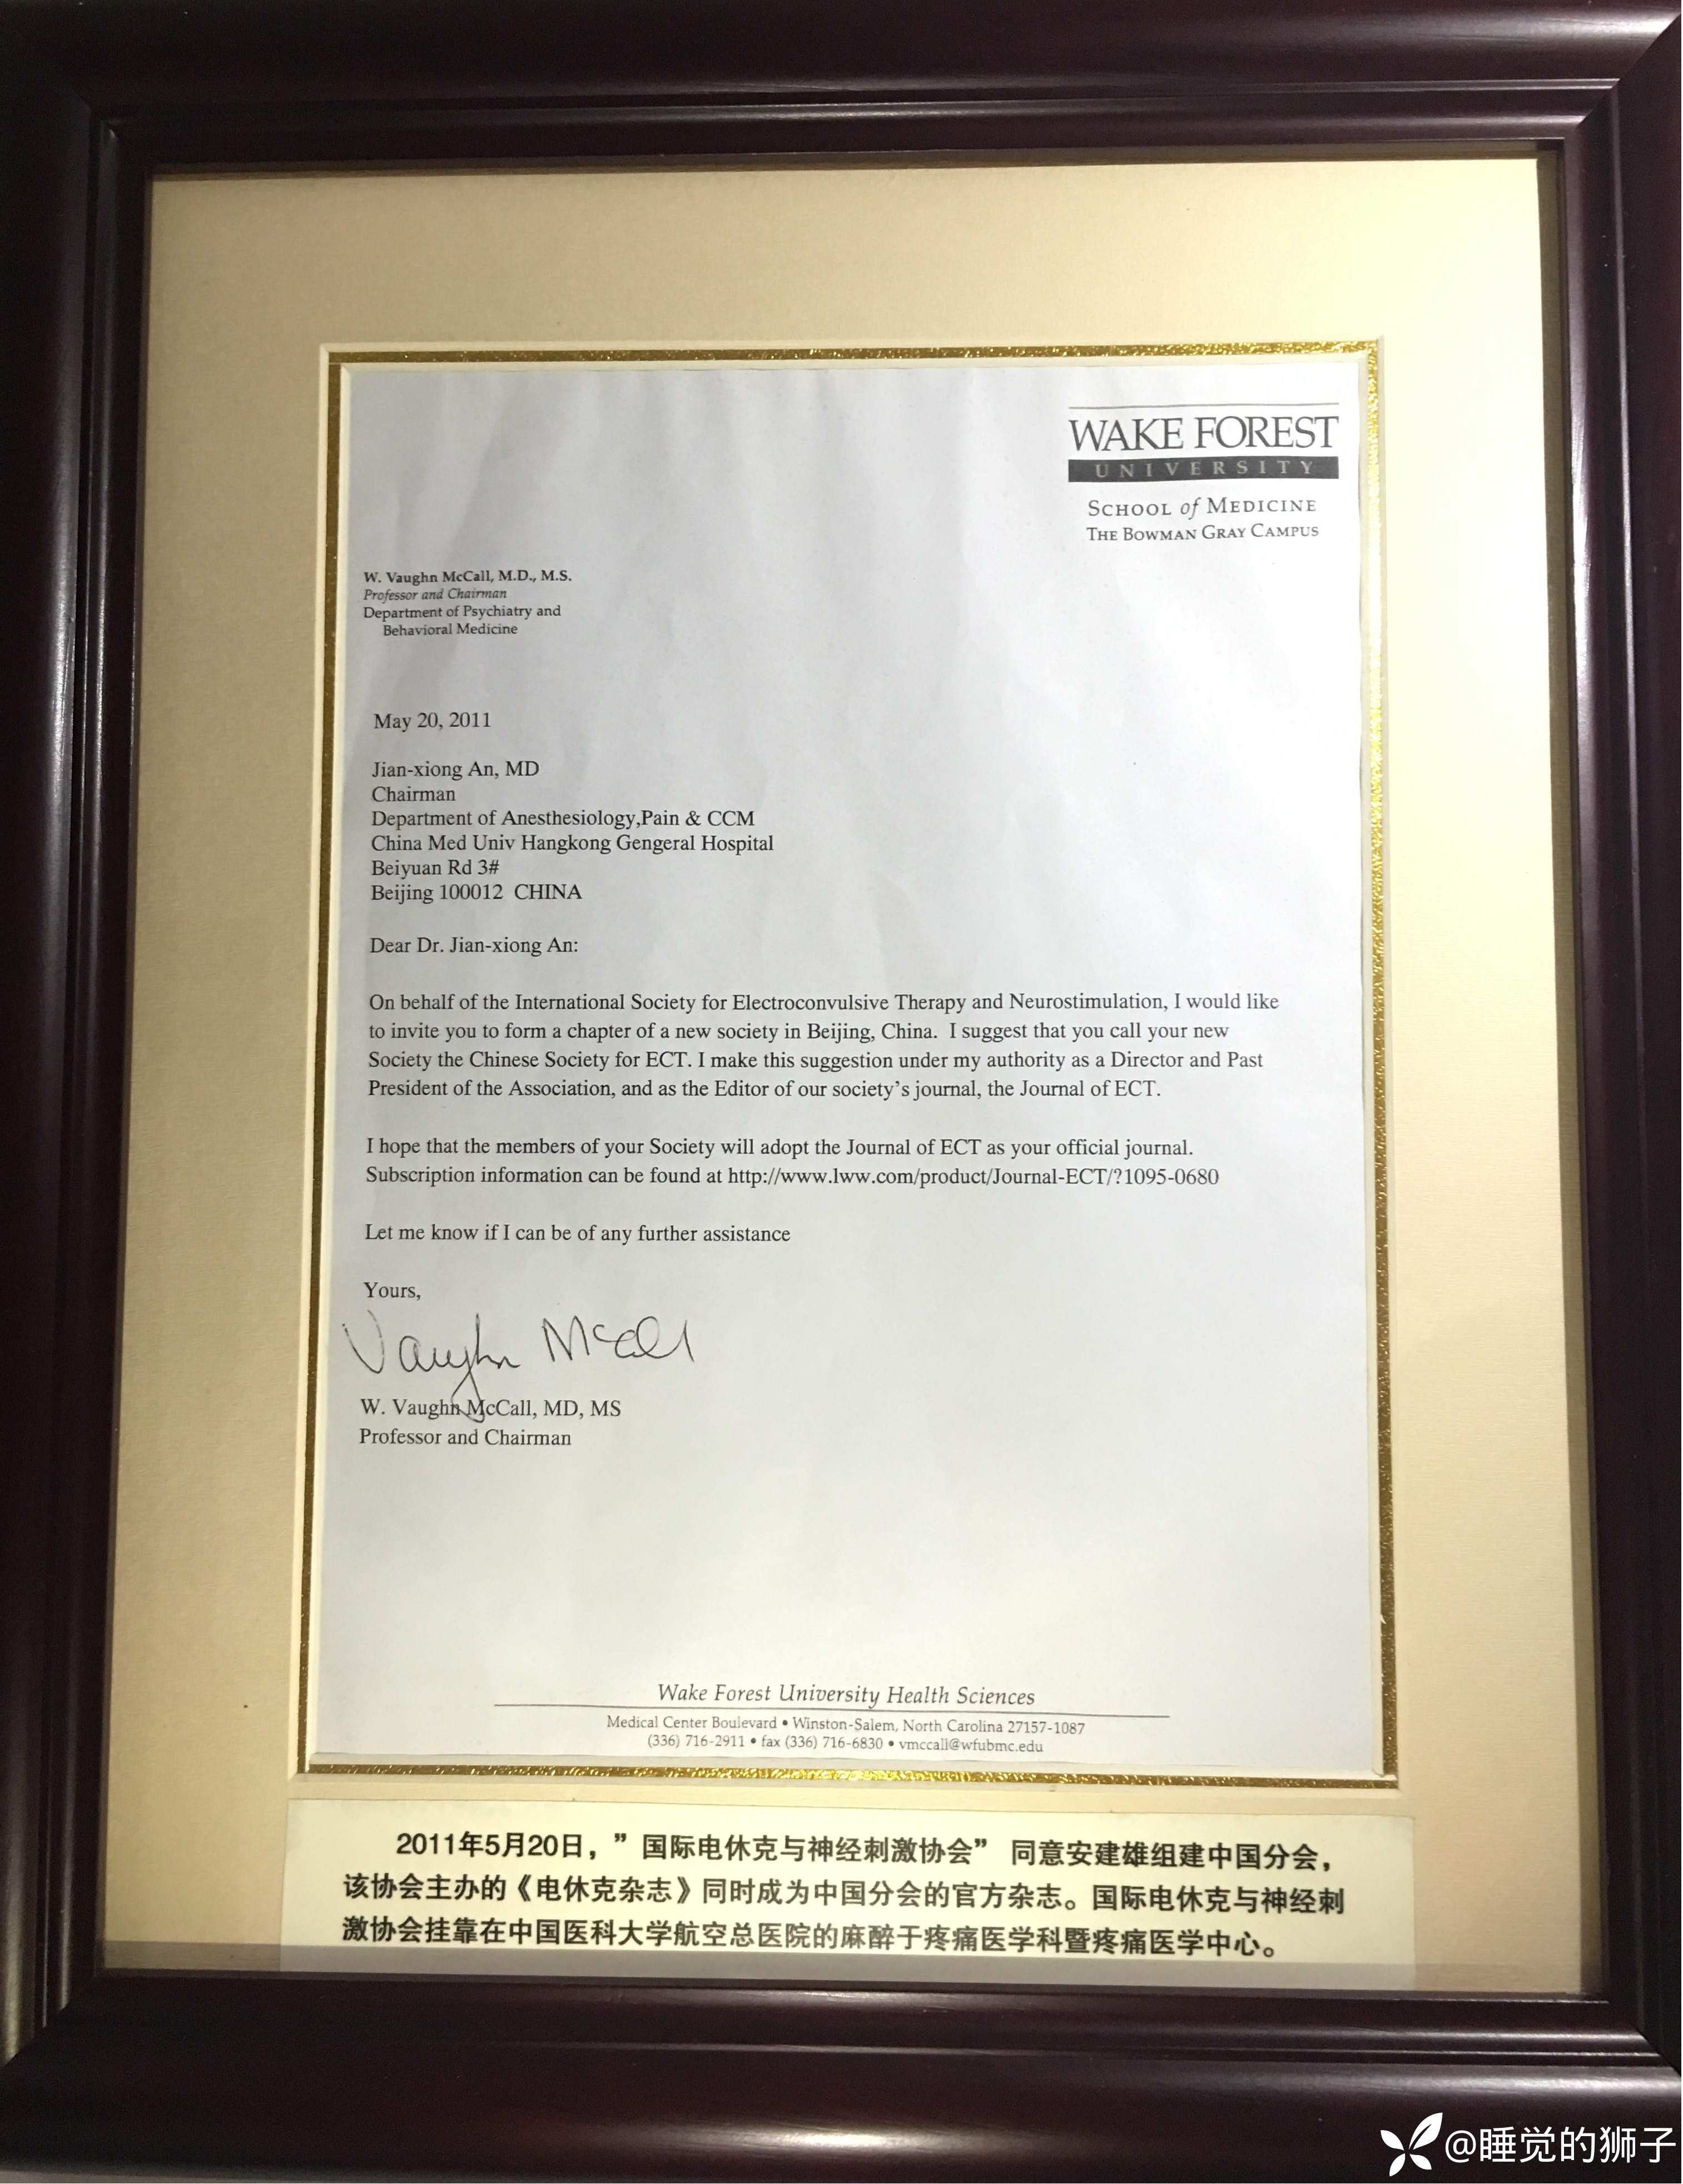 WAKE FOREST
UNIVERSITY
SCHOOL of MEDICINE
THE BOWMAN GRAY CAMPUS
W. Vaughn McCall, M.D., M.S.
Professor and Chairman
Department of Psychiatry and
Behavioral Medicine
May 20, 2011
Jian-xiong An, MD
Chairman
Department of Anesthesiology,Pain & CCM
China Med Univ Hangkong Gengeral Hospital
Beiyuan Rd 3#
Beijing 100012 CHINA
Dear Dr. Jian-xiong An:
On behalf of the International Society for Electroconvulsive Therapy and Neurostimulation, I would like
to invite you to form a chapter of a new society in Beijing, China. I suggest that you call your new
Society the Chinese Society for ECT. I make this suggestion under my authority as a Director and Past
President of the Association, and as the Editor of our society's journal, the Journal of ECT.
I hope that the members of your Society will adopt the Journal of ECT as your official journal.
Subscription information can be found at http://www.lww.com/product/Journal-ECT/?1095-0680
Let me know if I can be of any further assistance
Yours,
Vaughn McCall
W. Vaughn McCall, MD, MS
Professor and Chairman
Wake Forest University Health Sciences
Medical Center Boulevard • Winston-Salem, North Carolina 27157-1087
(336) 716-2911 • fax (336) 716-6830 • vmccall@wfubmc.edu
2011年5月20日，”国际电休克与神经刺激协会” 同意安建雄组建中国分会，
该协会主办的《电休克杂志》同时成为中国分会的官方杂志。国际电休克与神经刺
激协会挂靠在中国医科大学航空总医院的麻醉于疼痛医学科暨疼痛医学中心。
@睡觉的狮子